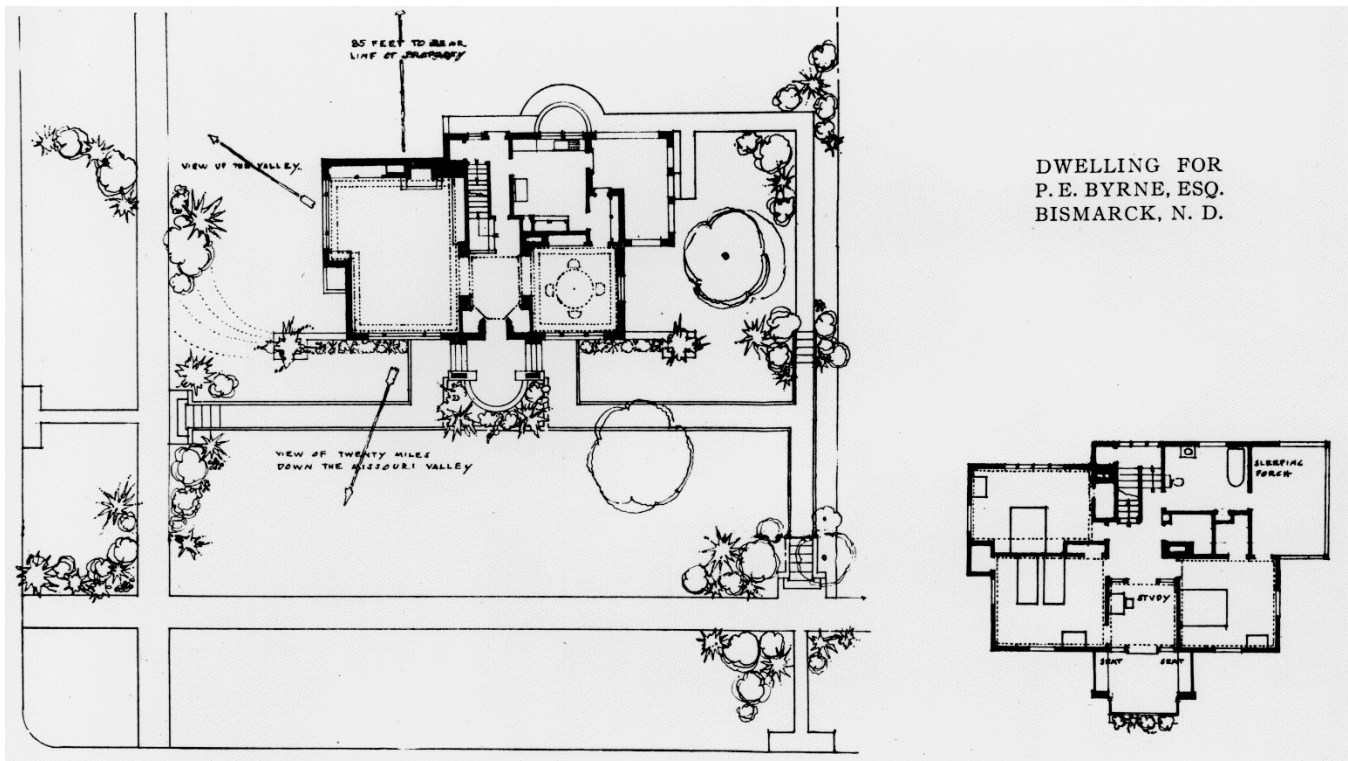 85 FEET TO REAR
LINE OF PROPERTY
VIEW UP THE VALLEY.
DWELLING FOR
P. E. BYRNE, ESQ.
BISMARCK, N. D.
VIEW OF TWENTY MILES
DOWN THE MISSOURI VALLEY
SLEEPING
PORCH
STUDY
SEAT
SEAT